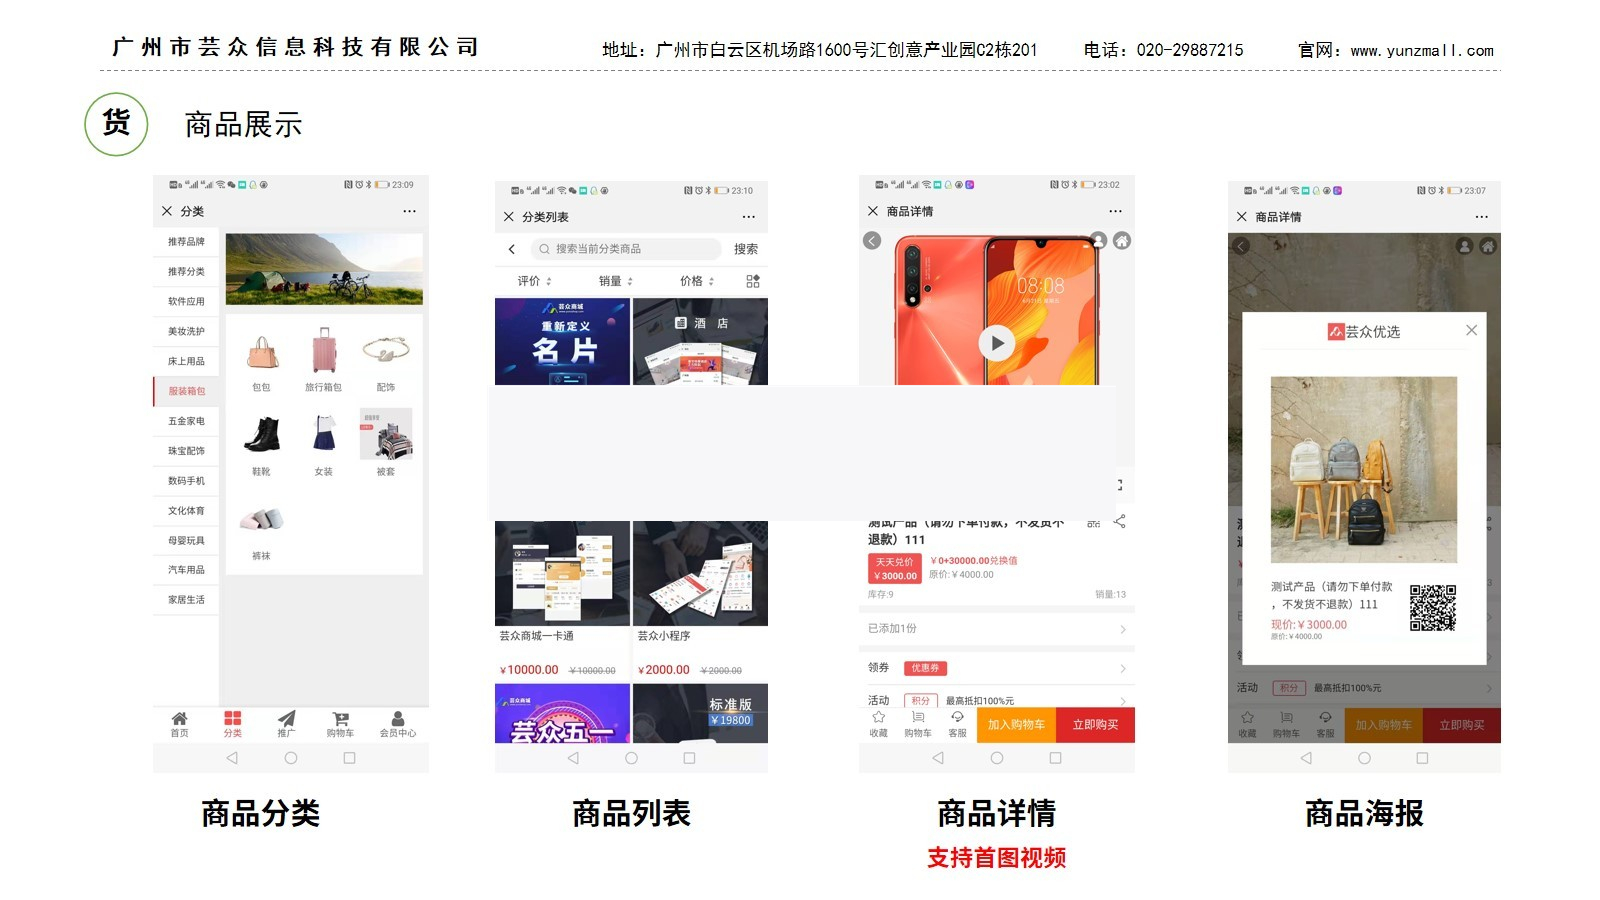 广州市芸众信息科技有限公司
地址：广州市白云区机场路1600号汇创意产业园C2栋201
电话：020-29887215
官网：www.yunzmall.com
货
商品展示
23:09
分类
推荐品牌
推荐分类
软件应用
美妆洗护
床上用品
服装箱包
五金家电
珠宝配饰
数码手机
文化体育
母婴玩具
汽车用品
家居生活
包包
旅行箱包
配饰
鞋靴
女装
被套
裤袜
首页
分类
推广
购物车
会员中心
商品分类
23:10
分类列表
搜索当前分类商品
搜索
评价
销量
价格
芸众商城
重新定义
名片
酒店
芸众商城一卡通
¥10000.00 ¥10000.00
芸众小程序
¥2000.00 ¥2000.00
芸众商城
芸众五一
标准版
¥19800
商品列表
23:02
商品详情
08:08
测试产品（请勿下单付款，不发货不
退款）111
天天兑价
¥3000.00
¥0+30000.00兑换值
原价:¥4000.00
库存:9
销量:13
已添加1份
领券
优惠券
活动
积分
最高抵扣100%元
收藏
购物车
客服
加入购物车
立即购买
商品详情
支持首图视频
23:07
商品详情
芸众优选
测试产品（请勿下单付款
，不发货不退款）111
现价:¥3000.00
原价:¥4000.00
活动
积分
最高抵扣100%元
收藏
购物车
客服
加入购物车
立即购买
商品海报